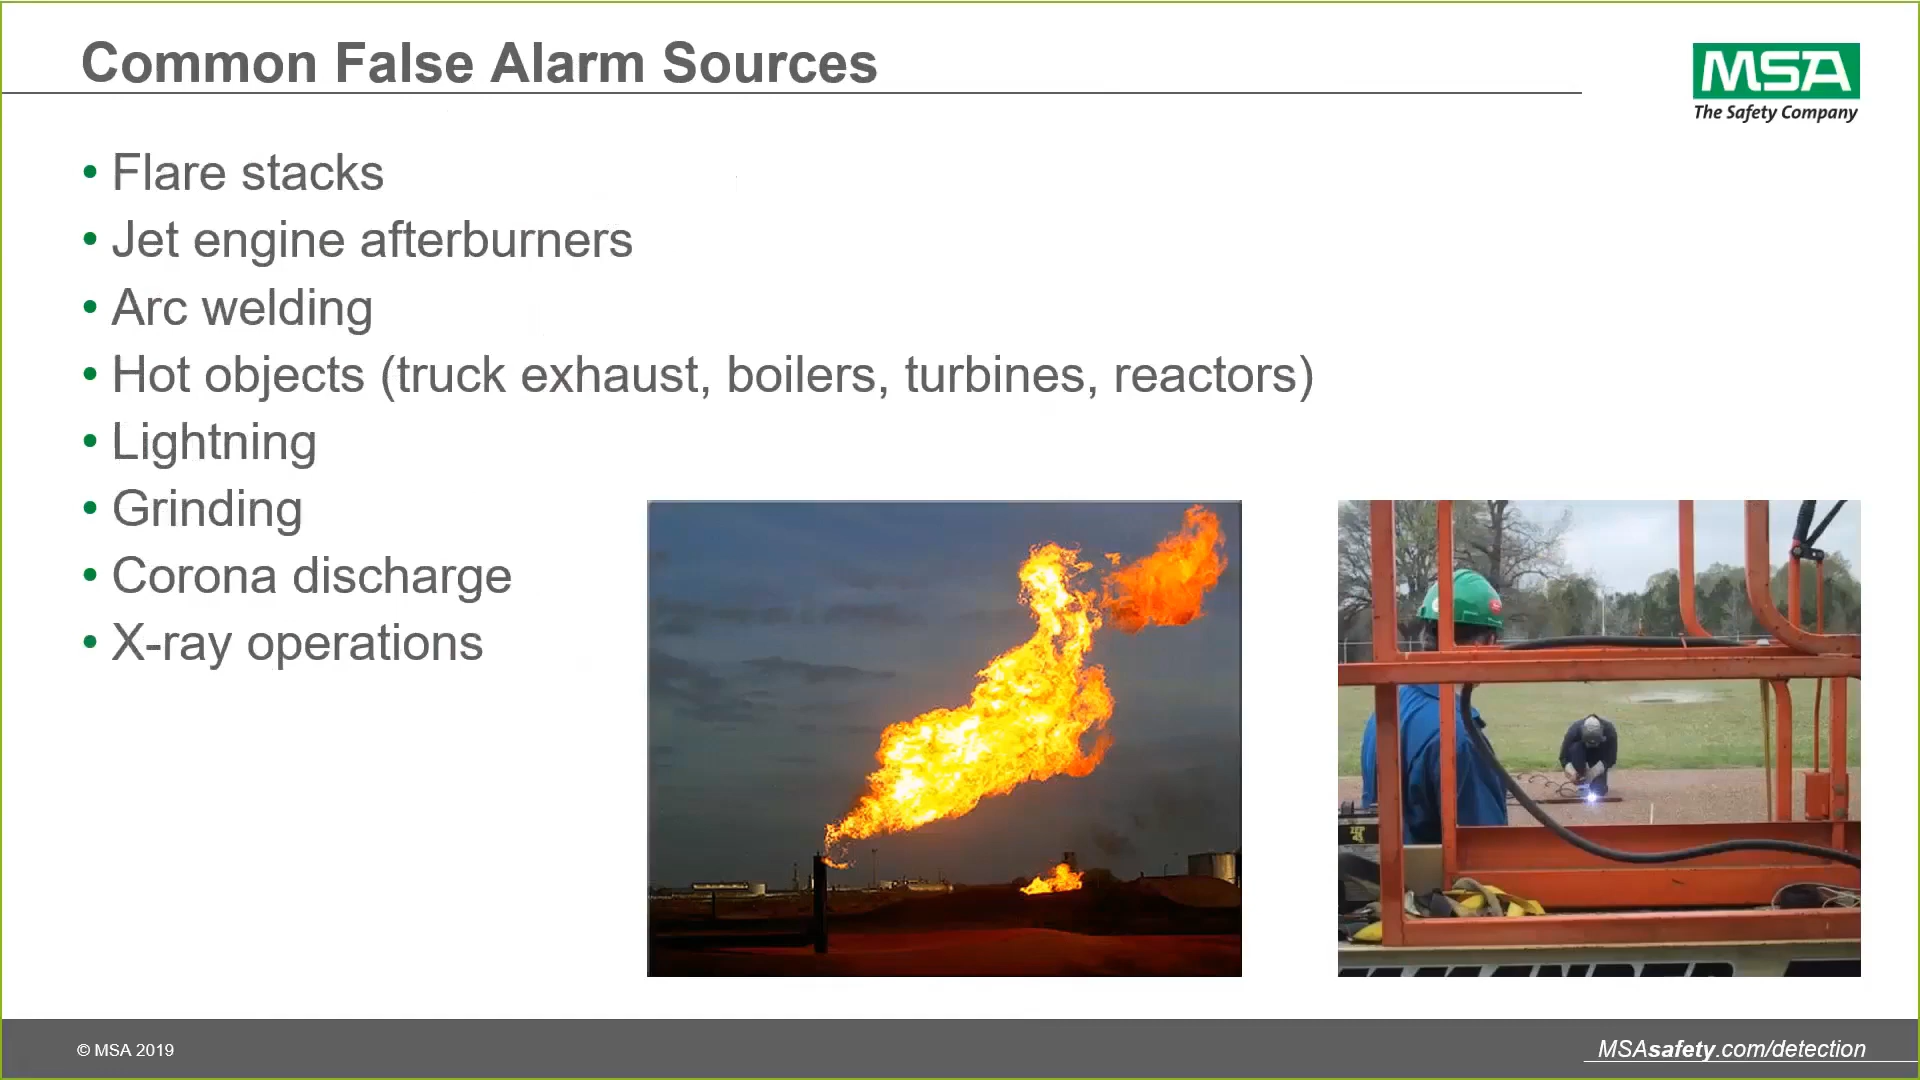 Common False Alarm Sources
MSA
The Safety Company
• Flare stacks
• Jet engine afterburners
• Arc welding
• Hot objects (truck exhaust, boilers, turbines, reactors)
• Lightning
• Grinding
• Corona discharge
• X-ray operations
© MSA 2019
MSAsafety.com/detection